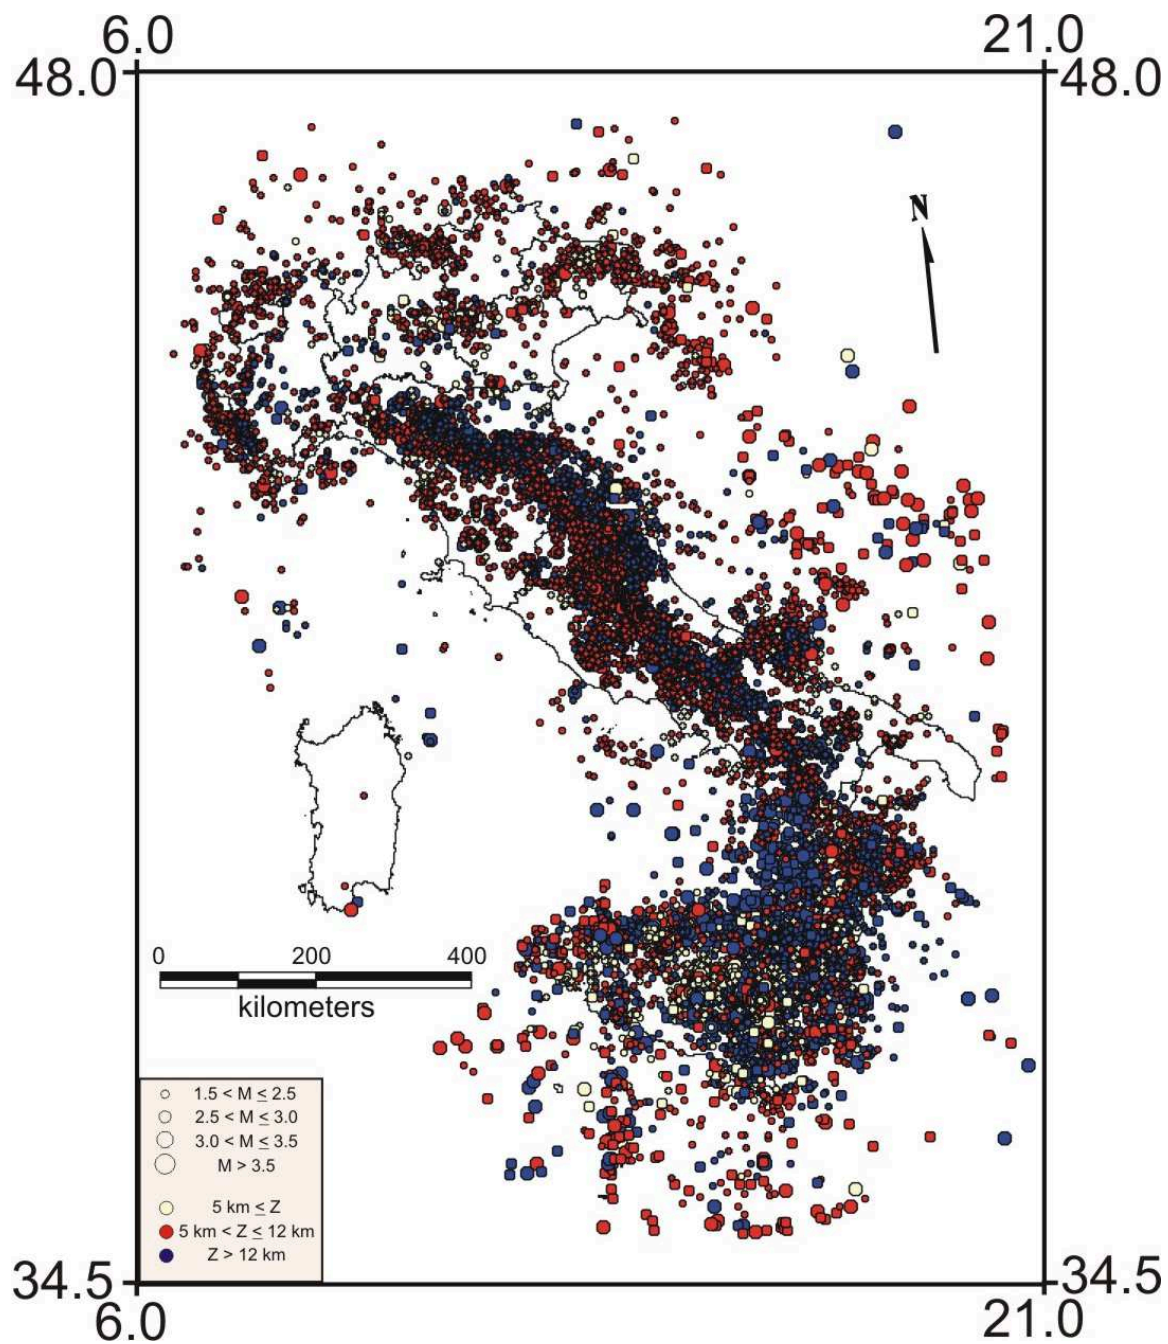 6.0 21.0
48.0 48.0
N
0 200 400
kilometers
1.5 < M ≤ 2.5
2.5 < M ≤ 3.0
3.0 < M ≤ 3.5
M > 3.5
5 km ≤ Z
5 km < Z ≤ 12 km
Z > 12 km
34.5 34.5
6.0 21.0